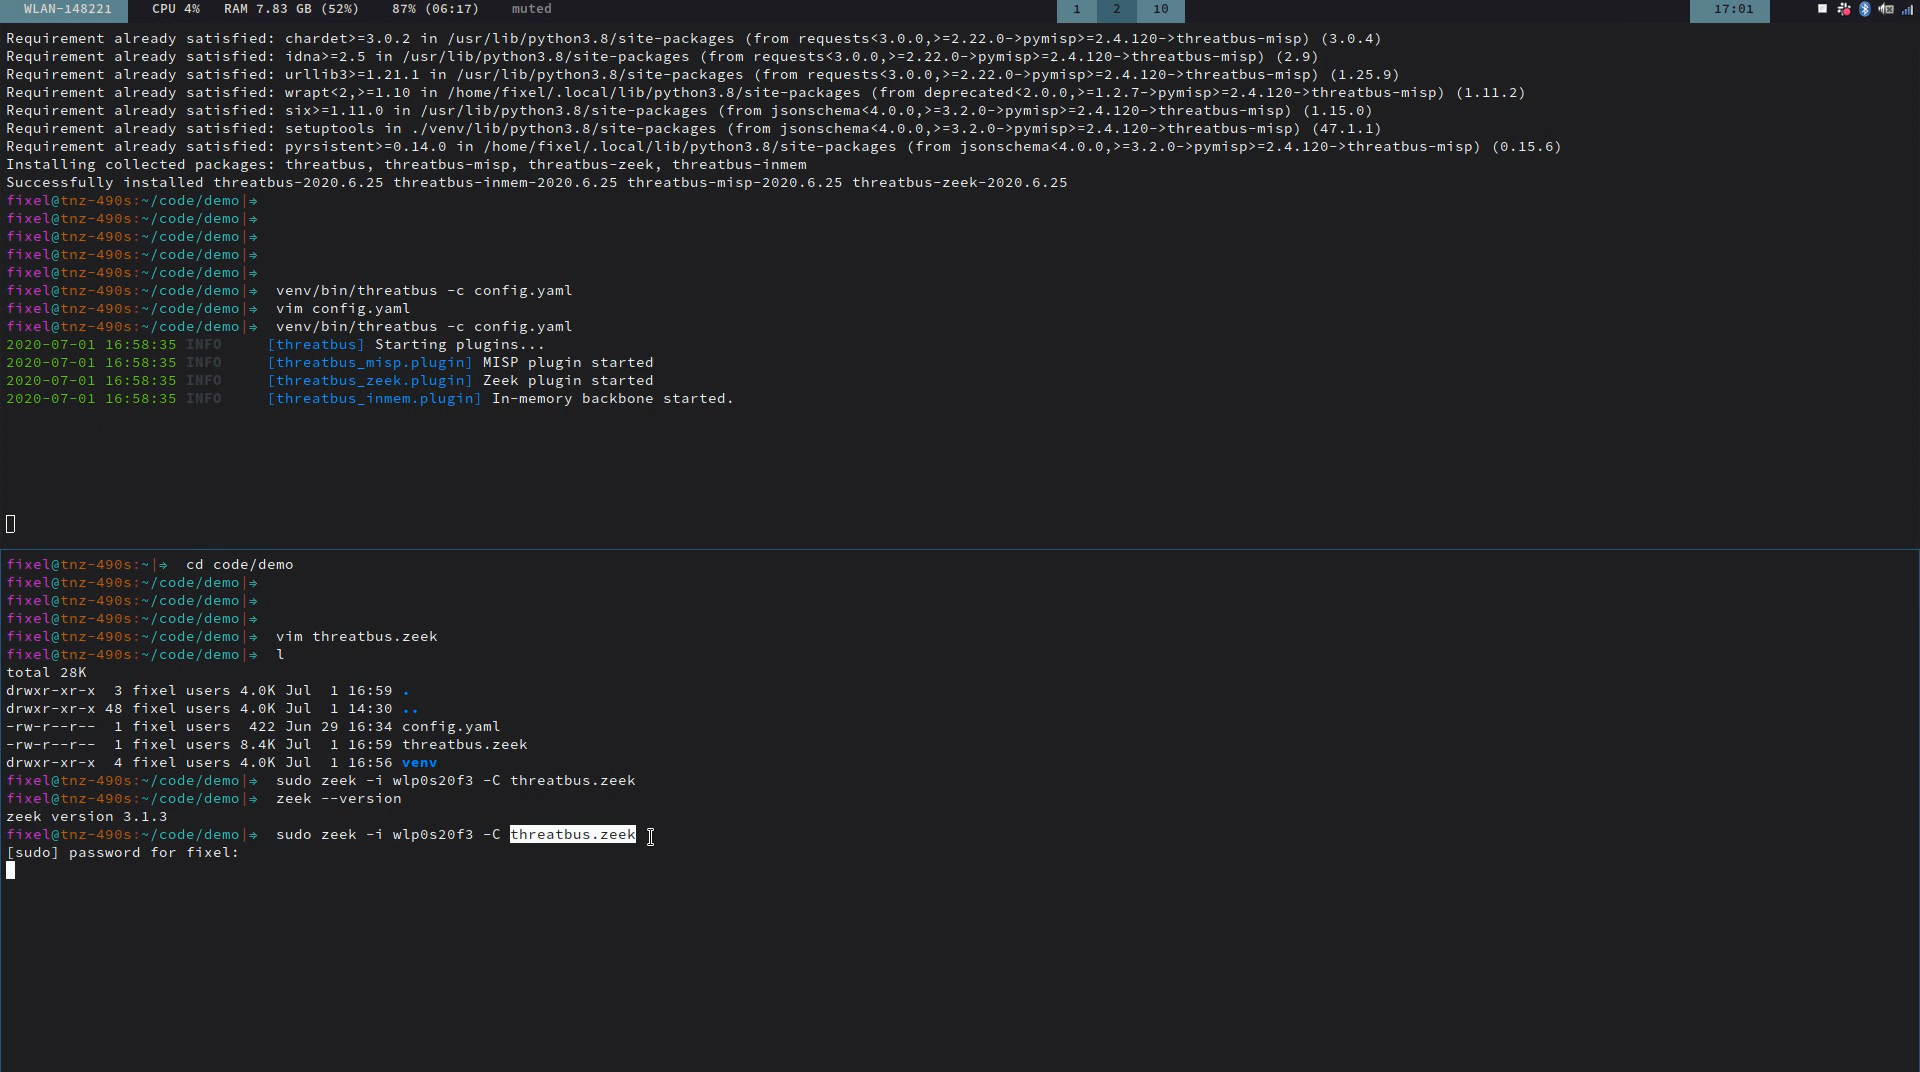 WLAN-148221 CPU 4% RAM 7.83 GB (52%) 87% (06:17) muted 1 2 10 17:01
Requirement already satisfied: chardet>=3.0.2 in /usr/lib/python3.8/site-packages (from requests<3.0.0,>=2.22.0->pymisp>=2.4.120->threatbus-misp) (3.0.4)
Requirement already satisfied: idna>=2.5 in /usr/lib/python3.8/site-packages (from requests<3.0.0,>=2.22.0->pymisp>=2.4.120->threatbus-misp) (2.9)
Requirement already satisfied: urllib3>=1.21.1 in /usr/lib/python3.8/site-packages (from requests<3.0.0,>=2.22.0->pymisp>=2.4.120->threatbus-misp) (1.25.9)
Requirement already satisfied: wrapt<2,>=1.10 in /home/fixel/.local/lib/python3.8/site-packages (from deprecated<2.0.0,>=1.2.7->pymisp>=2.4.120->threatbus-misp) (1.11.2)
Requirement already satisfied: six>=1.11.0 in /usr/lib/python3.8/site-packages (from jsonschema<4.0.0,>=3.2.0->pymisp>=2.4.120->threatbus-misp) (1.15.0)
Requirement already satisfied: setuptools in ./venv/lib/python3.8/site-packages (from jsonschema<4.0.0,>=3.2.0->pymisp>=2.4.120->threatbus-misp) (47.1.1)
Requirement already satisfied: pyrsistent>=0.14.0 in /home/fixel/.local/lib/python3.8/site-packages (from jsonschema<4.0.0,>=3.2.0->pymisp>=2.4.120->threatbus-misp) (0.15.6)
Installing collected packages: threatbus, threatbus-misp, threatbus-zeek, threatbus-inmem
Successfully installed threatbus-2020.6.25 threatbus-inmem-2020.6.25 threatbus-misp-2020.6.25 threatbus-zeek-2020.6.25
fixel@tnz-490s:~/code/demo|⇒
fixel@tnz-490s:~/code/demo|⇒
fixel@tnz-490s:~/code/demo|⇒
fixel@tnz-490s:~/code/demo|⇒
fixel@tnz-490s:~/code/demo|⇒
fixel@tnz-490s:~/code/demo|⇒ venv/bin/threatbus -c config.yaml
fixel@tnz-490s:~/code/demo|⇒ vim config.yaml
fixel@tnz-490s:~/code/demo|⇒ venv/bin/threatbus -c config.yaml
2020-07-01 16:58:35 INFO [threatbus] Starting plugins...
2020-07-01 16:58:35 INFO [threatbus_misp.plugin] MISP plugin started
2020-07-01 16:58:35 INFO [threatbus_zeek.plugin] Zeek plugin started
2020-07-01 16:58:35 INFO [threatbus_inmem.plugin] In-memory backbone started.
fixel@tnz-490s:~|⇒ cd code/demo
fixel@tnz-490s:~/code/demo|⇒
fixel@tnz-490s:~/code/demo|⇒
fixel@tnz-490s:~/code/demo|⇒
fixel@tnz-490s:~/code/demo|⇒ vim threatbus.zeek
fixel@tnz-490s:~/code/demo|⇒ l
total 28K
drwxr-xr-x 3 fixel users 4.0K Jul 1 16:59 .
drwxr-xr-x 48 fixel users 4.0K Jul 1 14:30 ..
-rw-r--r-- 1 fixel users 422 Jun 29 16:34 config.yaml
-rw-r--r-- 1 fixel users 8.4K Jul 1 16:59 threatbus.zeek
drwxr-xr-x 4 fixel users 4.0K Jul 1 16:56 venv
fixel@tnz-490s:~/code/demo|⇒ sudo zeek -i wlp0s20f3 -C threatbus.zeek
fixel@tnz-490s:~/code/demo|⇒ zeek --version
zeek version 3.1.3
fixel@tnz-490s:~/code/demo|⇒ sudo zeek -i wlp0s20f3 -C threatbus.zeek
[sudo] password for fixel: